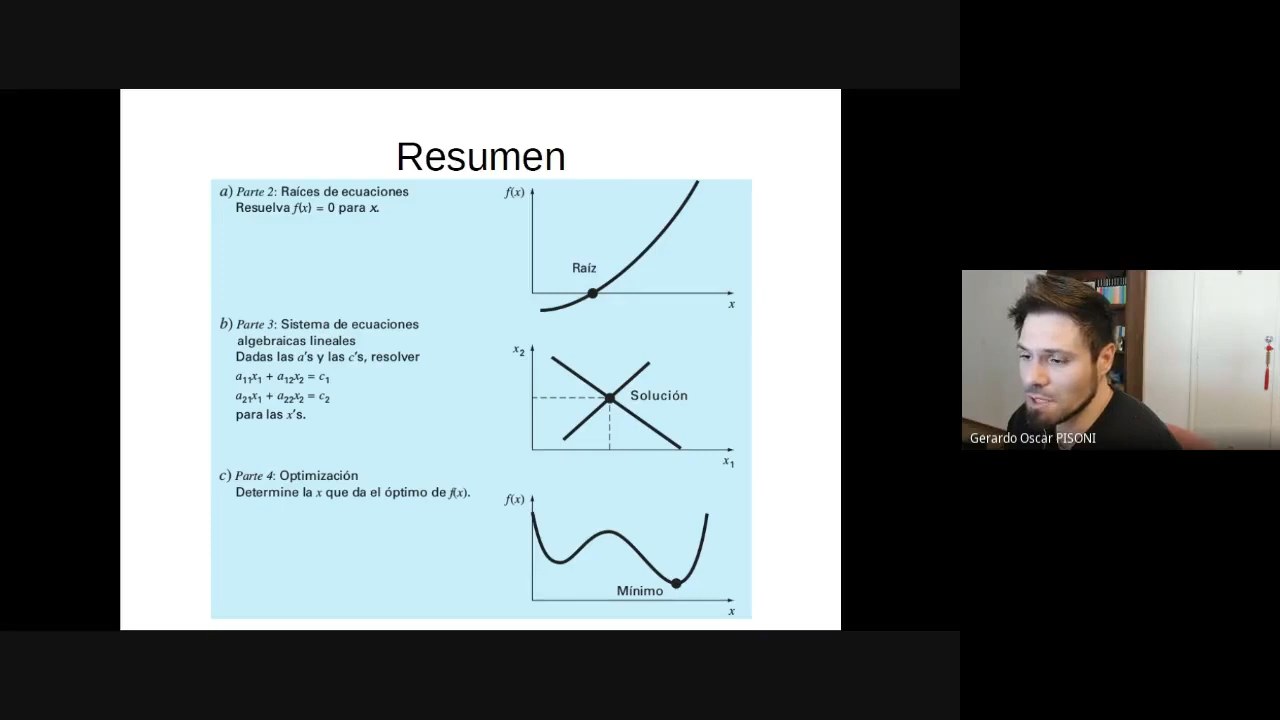 Resumen
a) Parte 2: Raíces de ecuaciones
Resuelva f(x) = 0 para x.
f(x)
Raíz
x
b) Parte 3: Sistema de ecuaciones
algebraicas lineales
Dadas las a's y las c's, resolver
a11x1 + a12x2 = c1
a21x1 + a22x2 = c2
para las x's.
x2
Solución
x1
c) Parte 4: Optimización
Determine la x que da el óptimo de f(x).
f(x)
Mínimo
x
Gerardo Oscar PISONI